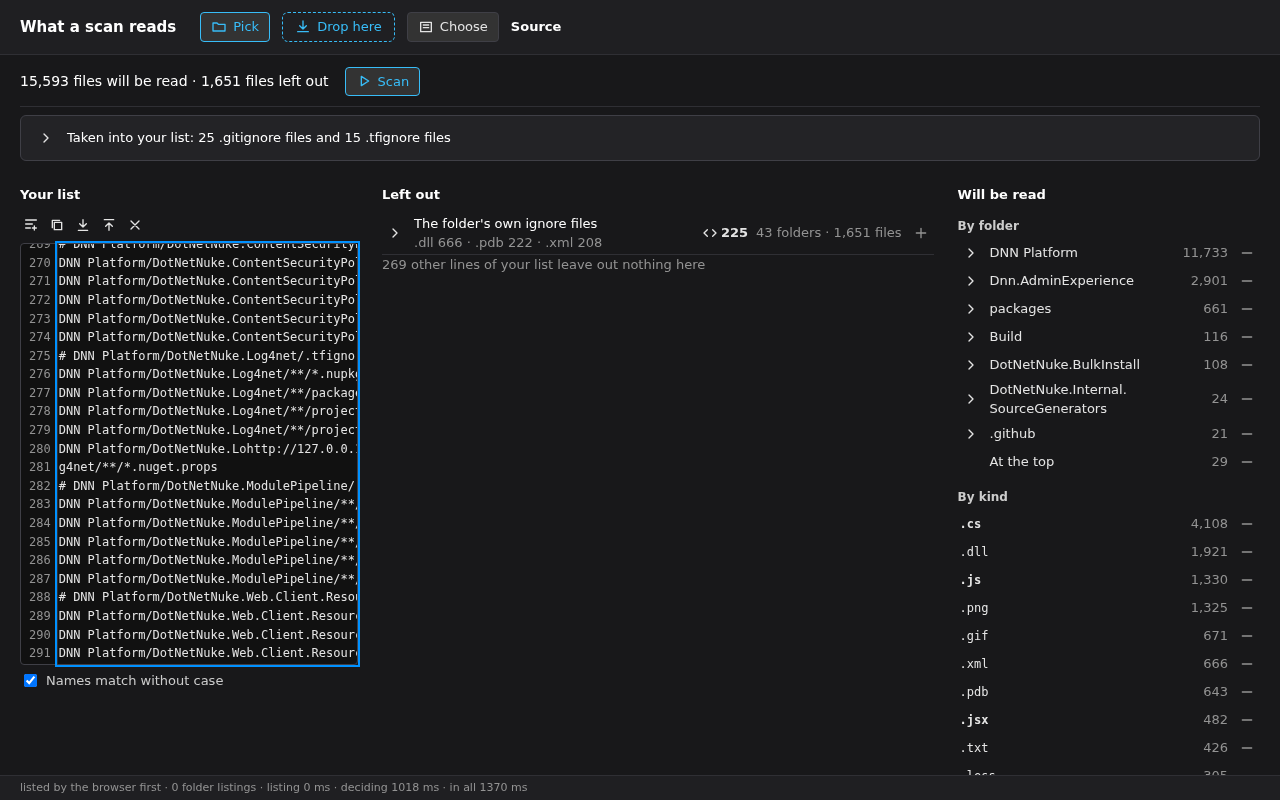 What a scan reads
Pick
Drop here
Choose
Source
15,593 files will be read · 1,651 files left out
Scan
Taken into your list: 25 .gitignore files and 15 .tfignore files
Your list
270 DNN Platform/DotNetNuke.ContentSecurityPol
271 DNN Platform/DotNetNuke.ContentSecurityPol
272 DNN Platform/DotNetNuke.ContentSecurityPol
273 DNN Platform/DotNetNuke.ContentSecurityPol
274 DNN Platform/DotNetNuke.ContentSecurityPol
275 # DNN Platform/DotNetNuke.Log4net/.tfigno
276 DNN Platform/DotNetNuke.Log4net/**/*.nupk
277 DNN Platform/DotNetNuke.Log4net/**/package
278 DNN Platform/DotNetNuke.Log4net/**/project
279 DNN Platform/DotNetNuke.Log4net/**/project
280 DNN Platform/DotNetNuke.Lohttp://127.0.0.
281 g4net/**/*.nuget.props
282 # DNN Platform/DotNetNuke.ModulePipeline/
283 DNN Platform/DotNetNuke.ModulePipeline/**/
284 DNN Platform/DotNetNuke.ModulePipeline/**/
285 DNN Platform/DotNetNuke.ModulePipeline/**/
286 DNN Platform/DotNetNuke.ModulePipeline/**/
287 DNN Platform/DotNetNuke.ModulePipeline/**/
288 # DNN Platform/DotNetNuke.Web.Client.Resou
289 DNN Platform/DotNetNuke.Web.Client.Resourc
290 DNN Platform/DotNetNuke.Web.Client.Resourc
291 DNN Platform/DotNetNuke.Web.Client.Resourc
Names match without case
Left out
The folder's own ignore files
.dll 666 · .pdb 222 · .xml 208
225 43 folders · 1,651 files
269 other lines of your list leave out nothing here
Will be read
By folder
DNN Platform 11,733
Dnn.AdminExperience 2,901
packages 661
Build 116
DotNetNuke.BulkInstall 108
DotNetNuke.Internal.
SourceGenerators 24
.github 21
At the top 29
By kind
.cs 4,108
.dll 1,921
.js 1,330
.png 1,325
.gif 671
.xml 666
.pdb 643
.jsx 482
.txt 426
listed by the browser first · 0 folder listings · listing 0 ms · deciding 1018 ms · in all 1370 ms